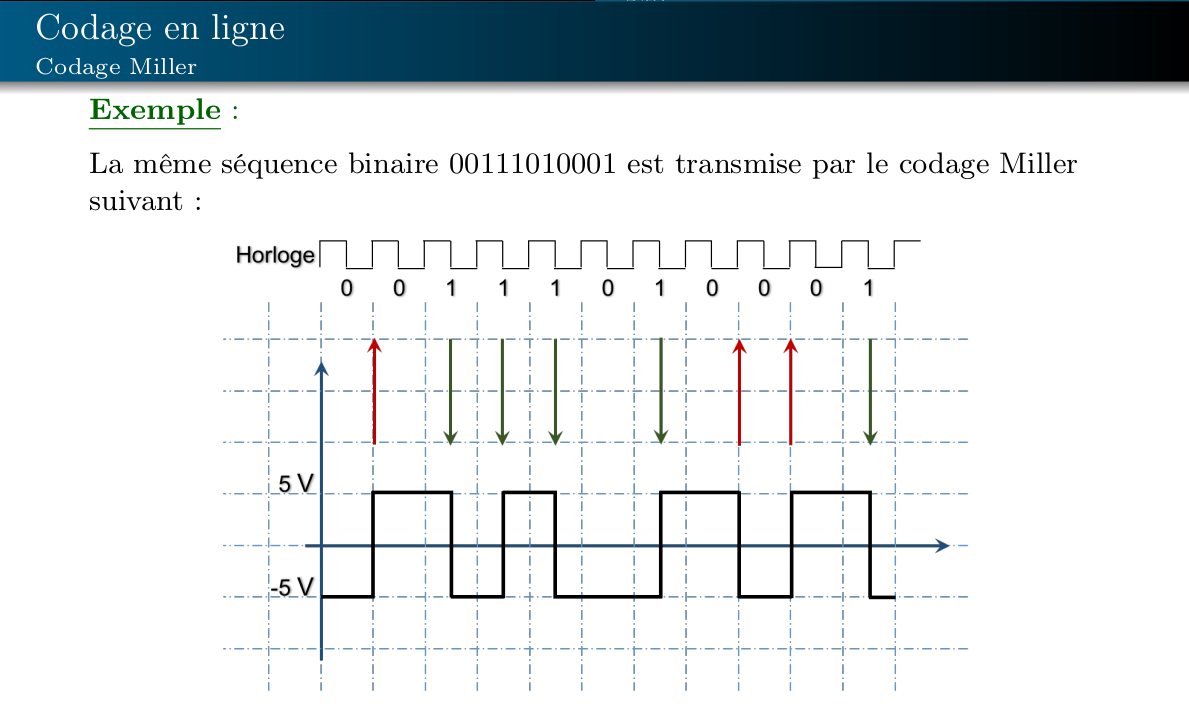 Codage en ligne
Codage Miller
Exemple :
La même séquence binaire 00111010001 est transmise par le codage Miller
suivant :
Horloge
0 0 1 1 1 0 1 0 0 0 1
5 V
-5 V